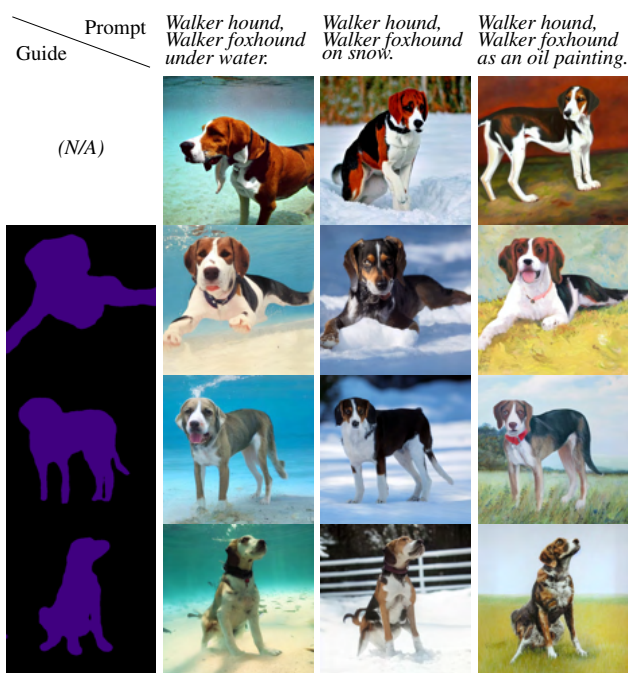 Prompt
Guide
Walker hound,
Walker foxhound
under water.
Walker hound,
Walker foxhound
on snow.
Walker hound,
Walker foxhound
as an oil painting.
(N/A)